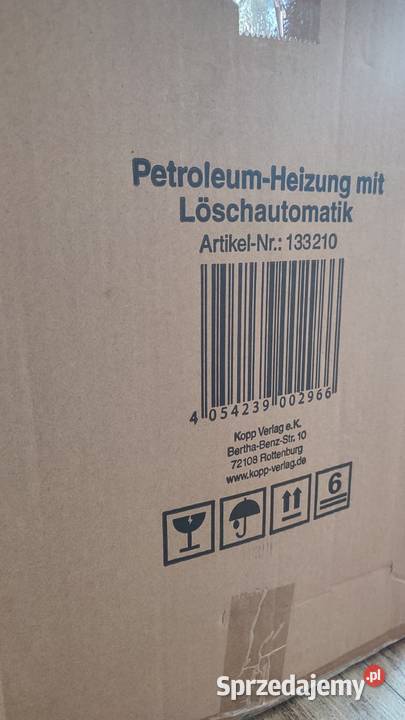 Petroleum-Heizung mit
Löschautomatik
Artikel-Nr.: 133210
4 054239 002966
Kopp Verlag e.K.
Bertha-Benz-Str. 10
72108 Rottenburg
www.kopp-verlag.de
6
Sprzedajemy.pl